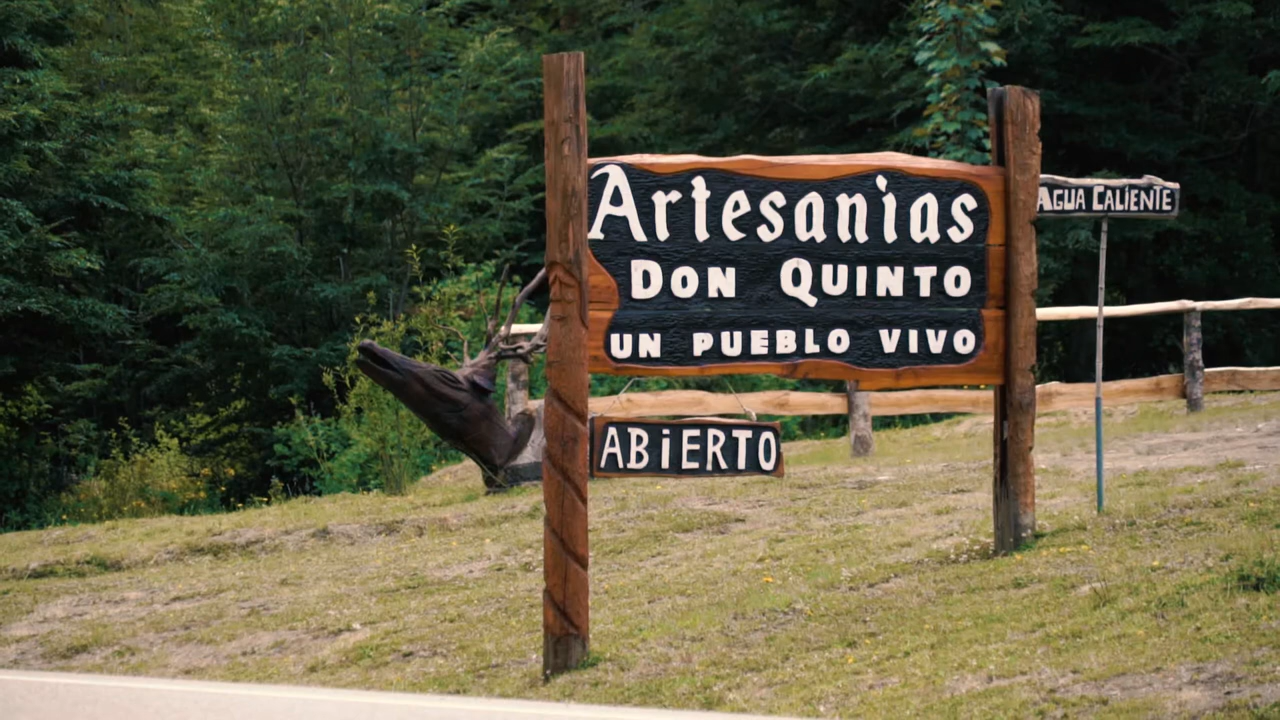 Artesanias
DON QUINTO
UN PUEBLO VIVO
ABiERTO
AGUA CALIENTE